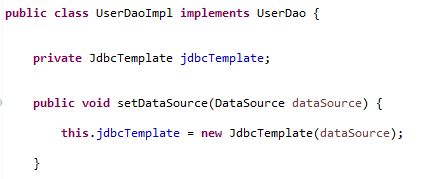 public class UserDaoImpl implements UserDao {
private JdbcTemplate jdbcTemplate;
public void setDataSource(DataSource dataSource) {
this.jdbcTemplate = new JdbcTemplate(dataSource);
}